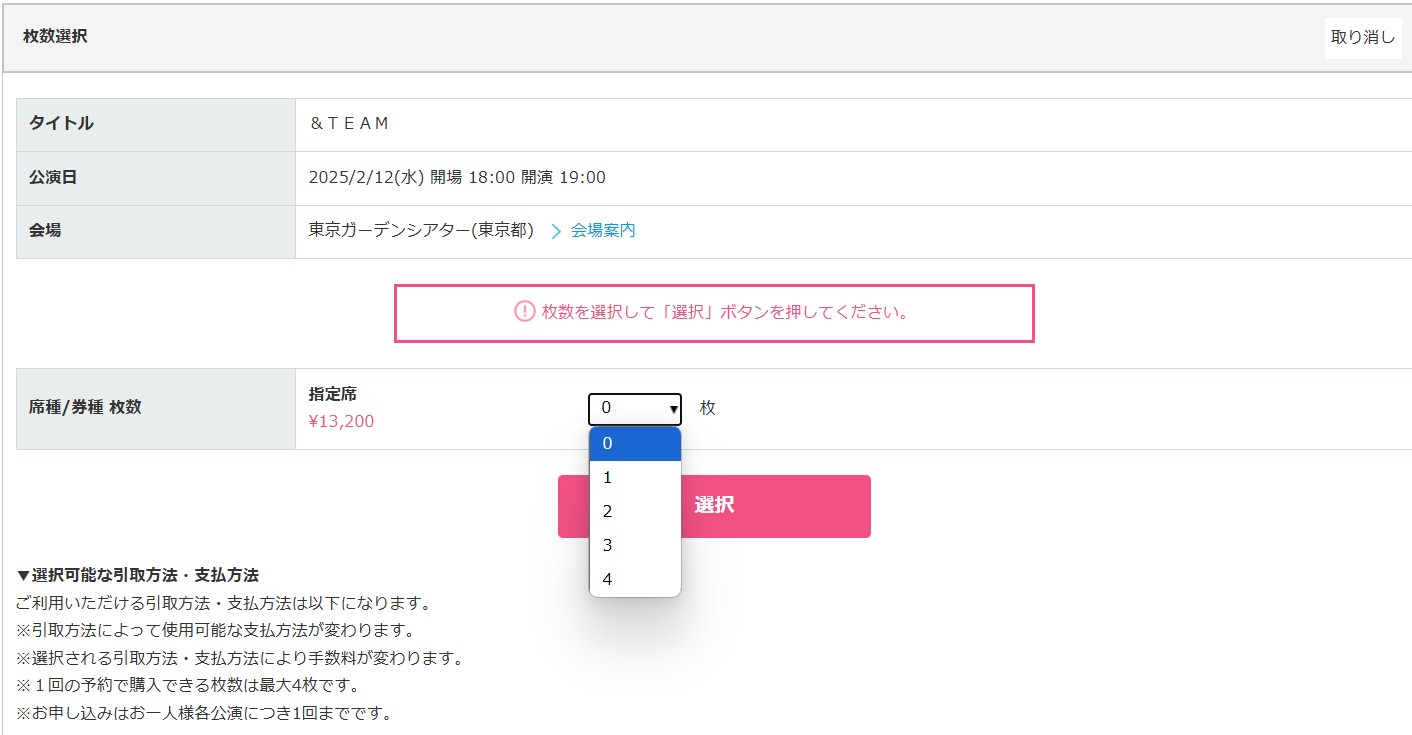 枚数選択
取り消し
タイトル ＆ＴＥＡＭ
公演日 2025/2/12(水) 開場 18:00 開演 19:00
会場 東京ガーデンシアター(東京都) 会場案内
枚数を選択して「選択」ボタンを押してください。
席種/券種 枚数
指定席
¥13,200
0 枚
0
1
2
3
4
選択
▼選択可能な引取方法・支払方法
ご利用いただける引取方法・支払方法は以下になります。
※引取方法によって使用可能な支払方法が変わります。
※選択される引取方法・支払方法により手数料が変わります。
※１回の予約で購入できる枚数は最大4枚です。
※お申し込みはお一人様各公演につき1回までです。